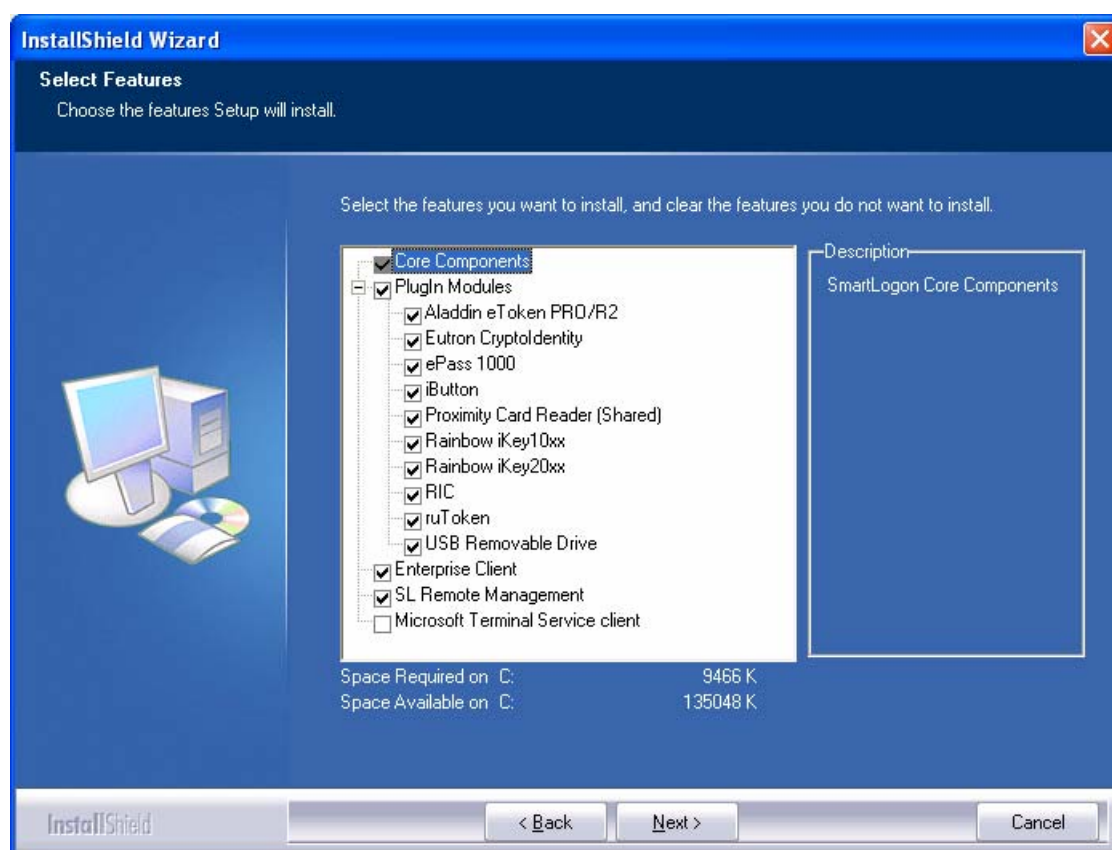 InstallShield Wizard
Select Features
Choose the features Setup will install.
Select the features you want to install, and clear the features you do not want to install.
Core Components
PlugIn Modules
Aladdin eToken PRO/R2
Eutron CryptoIdentity
ePass 1000
iButton
Proximity Card Reader (Shared)
Rainbow iKey10xx
Rainbow iKey20xx
RIC
ruToken
USB Removable Drive
Enterprise Client
SL Remote Management
Microsoft Terminal Service client
Description
SmartLogon Core Components
Space Required on C: 9466 K
Space Available on C: 135048 K
InstallShield
< Back Next > Cancel